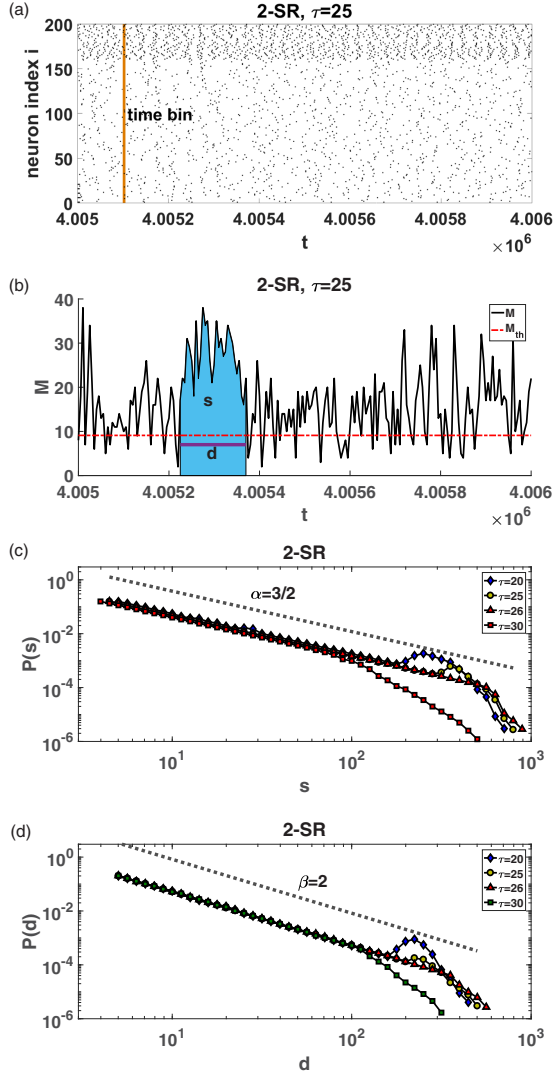 (a)
2-SR, τ=25
neuron index i
200
150
100
50
0
time bin
4.005 4.0052 4.0054 4.0056 4.0058 4.006
t
×10^6
(b)
2-SR, τ=25
M
40
30
20
10
0
M
M_th
s
d
4.005 4.0052 4.0054 4.0056 4.0058 4.006
t
×10^6
(c)
2-SR
P(s)
10^0
10^-2
10^-4
10^-6
α=3/2
τ=20
τ=25
τ=26
τ=30
10^1 10^2 10^3
s
(d)
2-SR
P(d)
10^0
10^-2
10^-4
10^-6
β=2
τ=20
τ=25
τ=26
τ=30
10^1 10^2 10^3
d